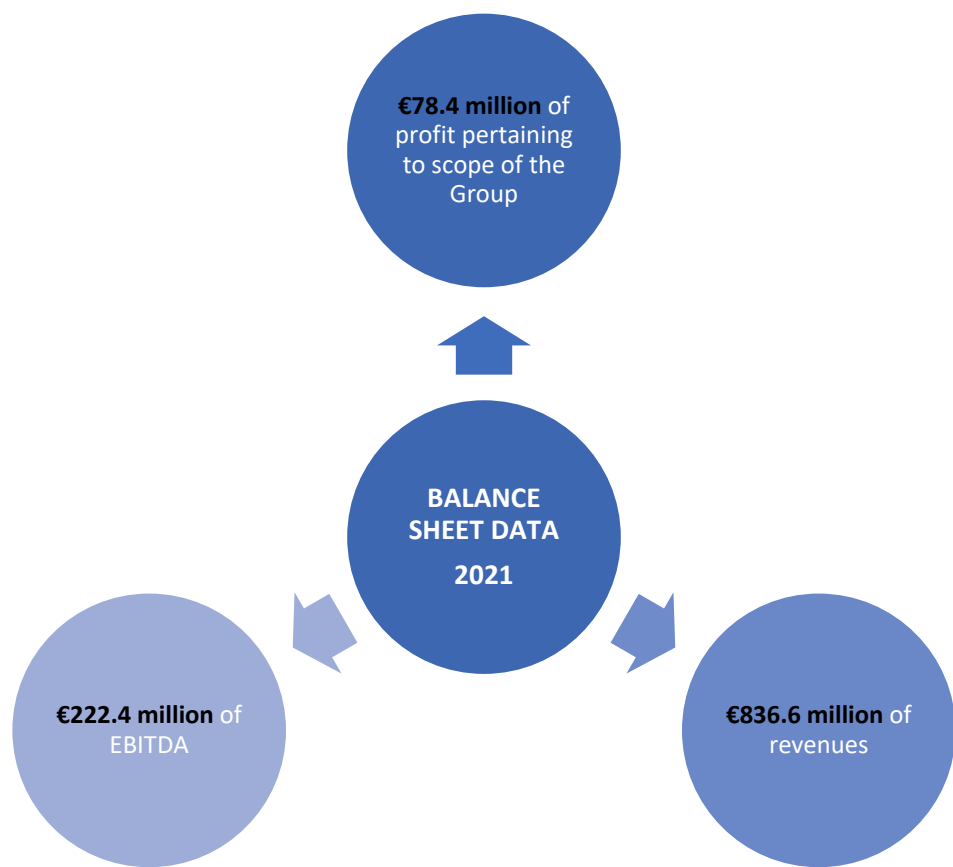 €78.4 million of
profit pertaining
to scope of the
Group
BALANCE
SHEET DATA
2021
€222.4 million of
EBITDA
€836.6 million of
revenues